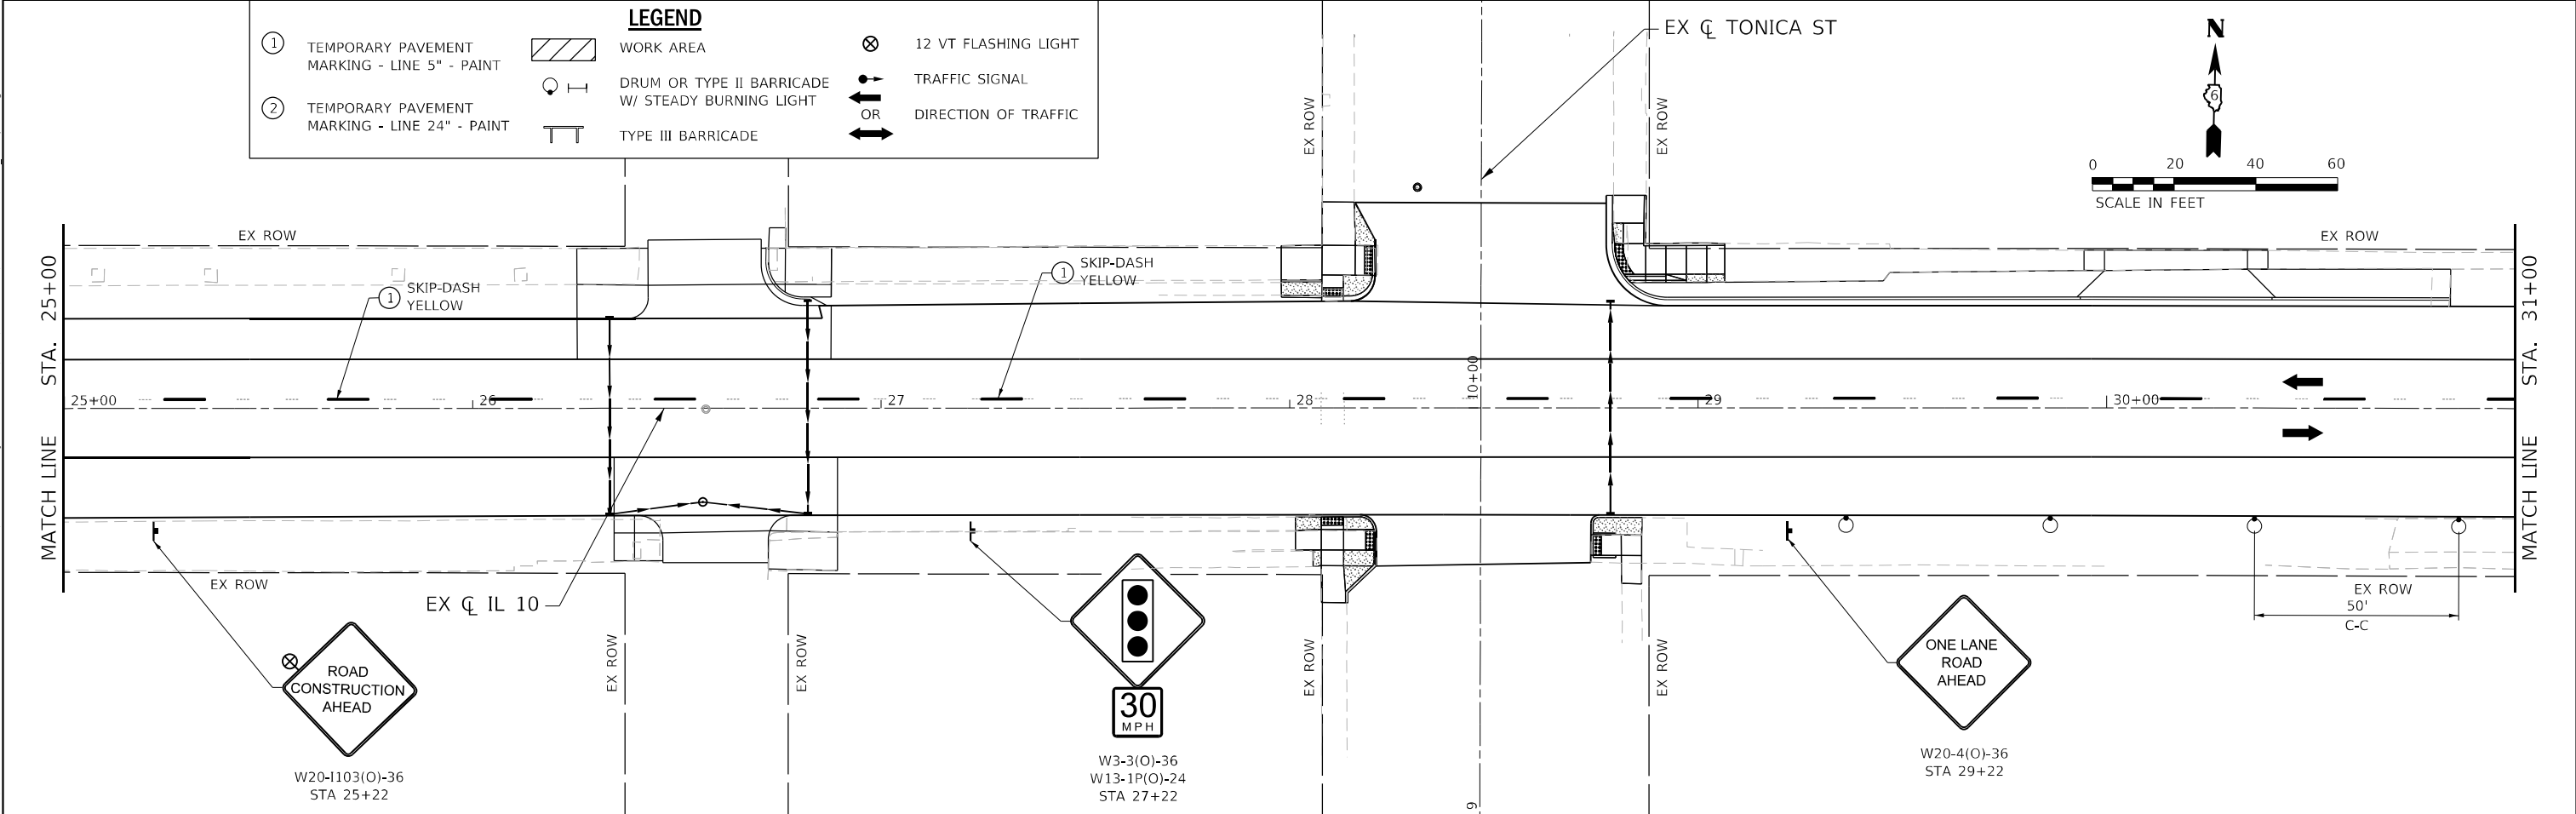 LEGEND
1 TEMPORARY PAVEMENT
MARKING - LINE 5" - PAINT
2 TEMPORARY PAVEMENT
MARKING - LINE 24" - PAINT
WORK AREA
DRUM OR TYPE II BARRICADE
W/ STEADY BURNING LIGHT
TYPE III BARRICADE
12 VT FLASHING LIGHT
TRAFFIC SIGNAL
OR
DIRECTION OF TRAFFIC
EX ROW
EX ROW
EX ℄ TONICA ST
N
6
0 20 40 60
SCALE IN FEET
MATCH LINE STA. 25+00
EX ROW
1 SKIP-DASH
YELLOW
1 SKIP-DASH
YELLOW
EX ROW
MATCH LINE STA. 31+00
25+00
26
27
28
10+00
29
30+00
EX ROW
EX ℄ IL 10
EX ROW
EX ROW
EX ROW
EX ROW
EX ROW
50'
C-C
9
ROAD
CONSTRUCTION
AHEAD
W20-I103(O)-36
STA 25+22
30
MPH
W3-3(O)-36
W13-1P(O)-24
STA 27+22
ONE LANE
ROAD
AHEAD
W20-4(O)-36
STA 29+22